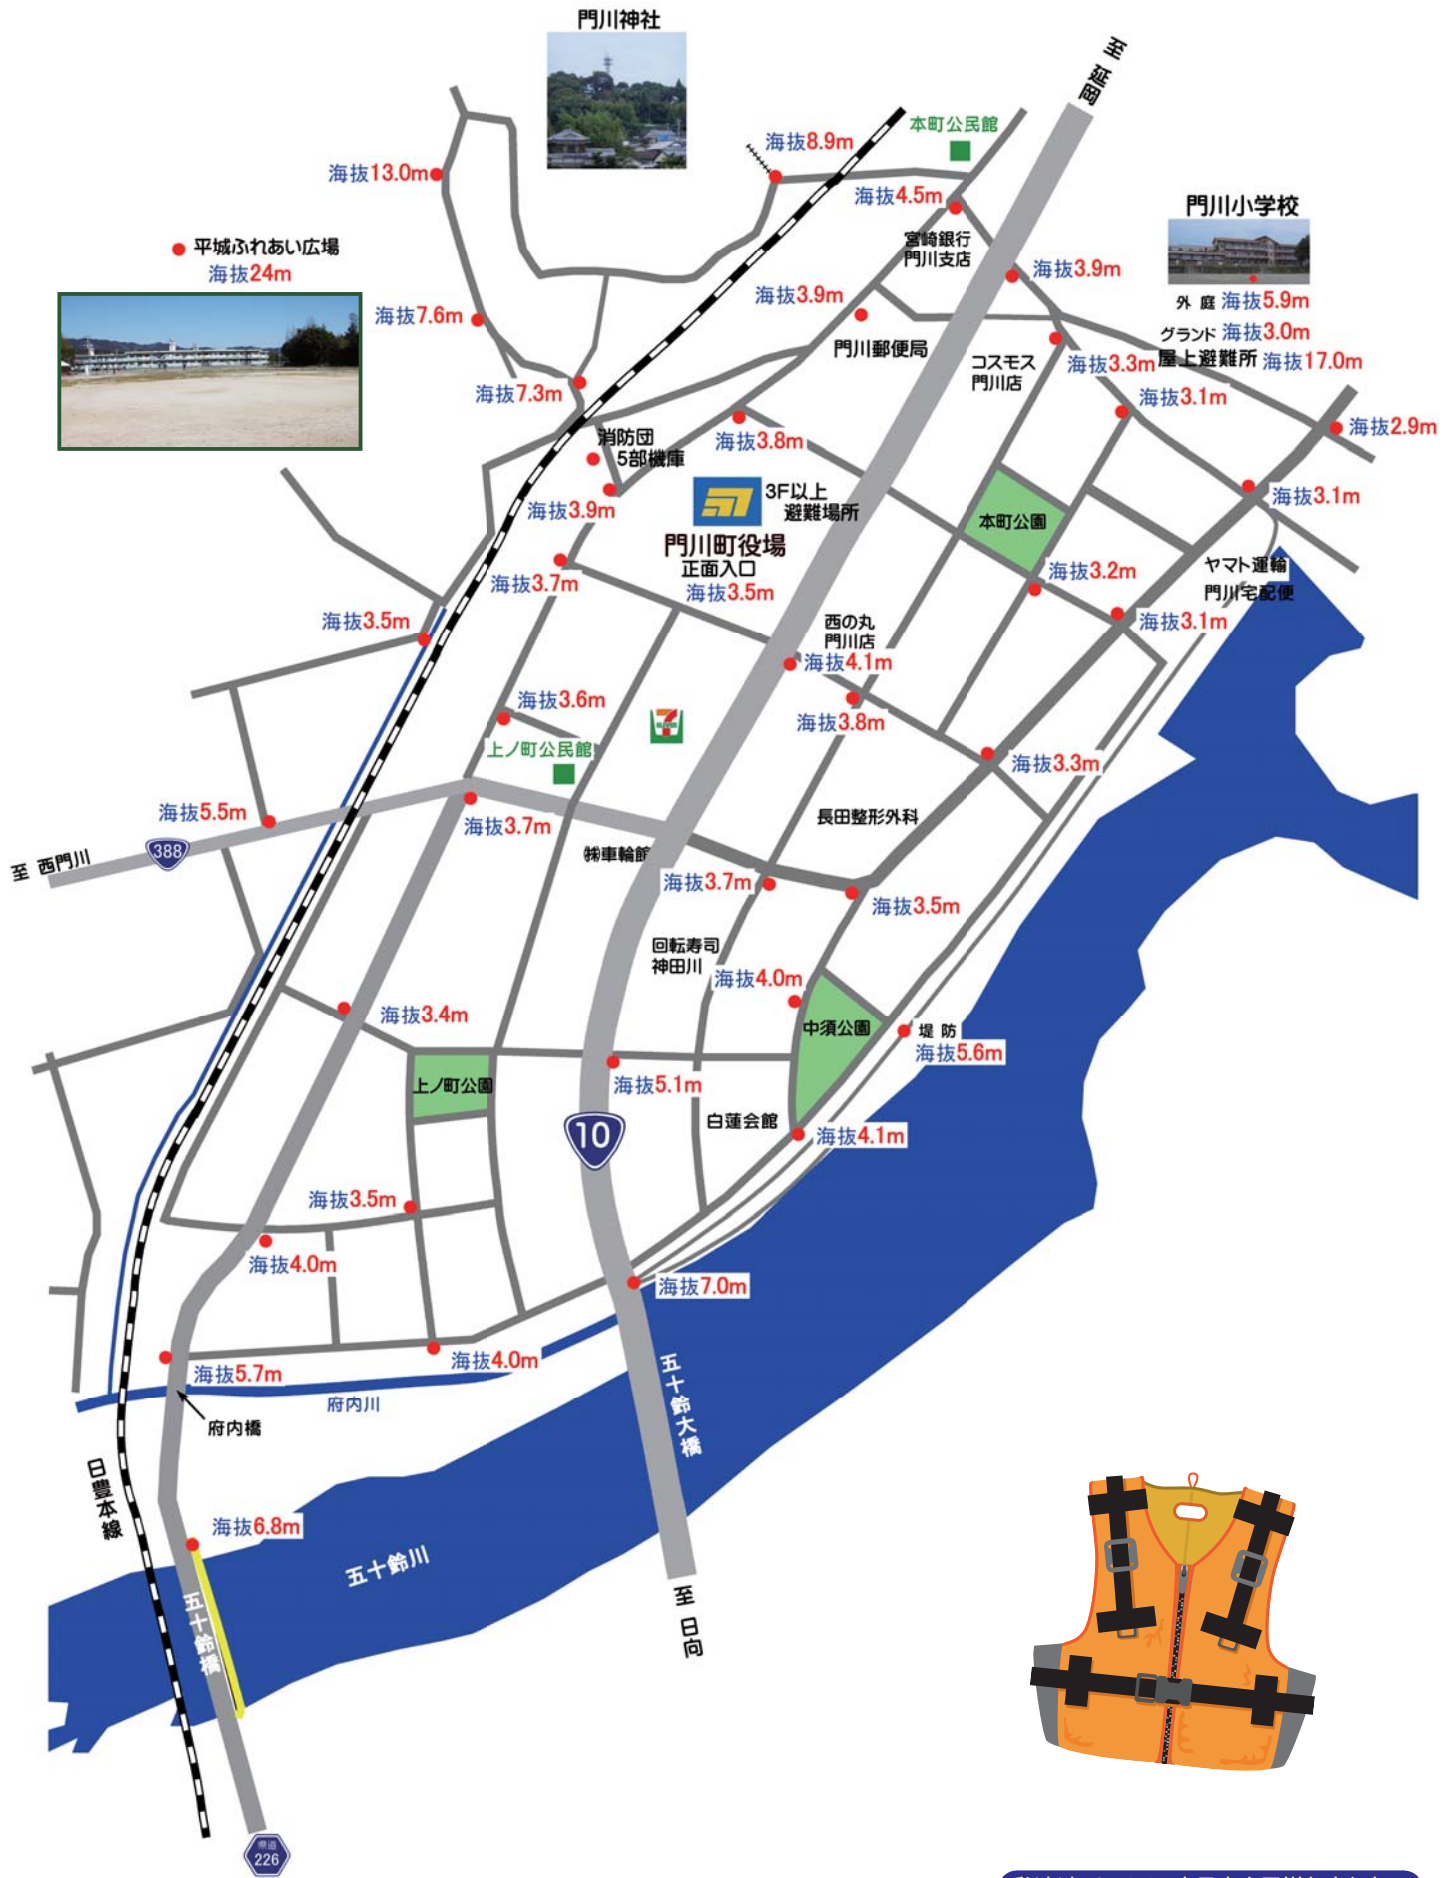 門川神社
至 延岡
本町公民館
海抜8.9m
海抜13.0m
海抜4.5m
門川小学校
平城ふれあい広場
海抜24m
宮崎銀行
門川支店
海抜3.9m
外 庭 海抜5.9m
グランド 海抜3.0m
屋上避難所 海抜17.0m
海抜3.9m
海抜7.6m
門川郵便局
コスモス
門川店
海抜3.3m
海抜7.3m
海抜3.1m
海抜2.9m
消防団
5部機庫
海抜3.8m
3F以上
避難場所
海抜3.1m
海抜3.9m
本町公園
門川町役場
正面入口
海抜3.5m
海抜3.7m
海抜3.2m
ヤマト運輸
門川宅配便
海抜3.5m
西の丸
門川店
海抜3.1m
海抜4.1m
海抜3.6m
海抜3.8m
7
ELEVEN
上ノ町公民館
海抜3.3m
海抜5.5m
海抜3.7m
長田整形外科
至 西門川
388
㈱車輪館
海抜3.7m
海抜3.5m
回転寿司
神田川
海抜4.0m
海抜3.4m
中須公園
堤 防
海抜5.6m
上ノ町公園
海抜5.1m
白蓮会館
10
海抜4.1m
海抜3.5m
海抜4.0m
海抜7.0m
海抜5.7m
海抜4.0m
府内川
府内橋
五十鈴大橋
日豊本線
海抜6.8m
五十鈴川
五十鈴橋
至 日向
県道
226